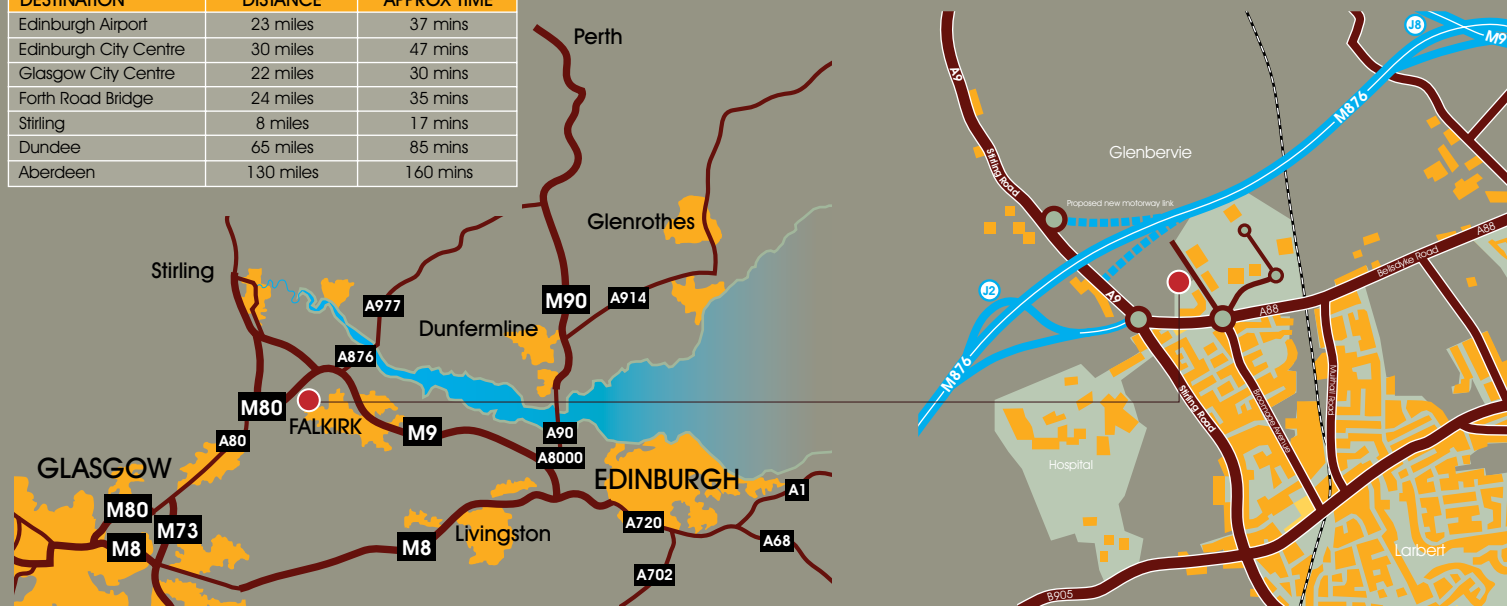 DESTINATION DISTANCE APPROX TIME
Edinburgh Airport 23 miles 37 mins
Edinburgh City Centre 30 miles 47 mins
Glasgow City Centre 22 miles 30 mins
Forth Road Bridge 24 miles 35 mins
Stirling 8 miles 17 mins
Dundee 65 miles 85 mins
Aberdeen 130 miles 160 mins
Perth
Glenrothes
Stirling
A977
M90
A914
Dunfermline
A876
M80
FALKIRK
M9
A90
A80
A8000
GLASGOW
EDINBURGH
A1
M80
M73
A720
M8
Livingston
M8
A68
A702
J8
M9
A9
M876
Glenbervie
Stirling Road
Proposed new motorway link
A88
Bellsdyke Road
J2
A9
A88
M876
Stirling Road
Broomage Avenue
Muirhall Road
Hospital
Larbert
B905